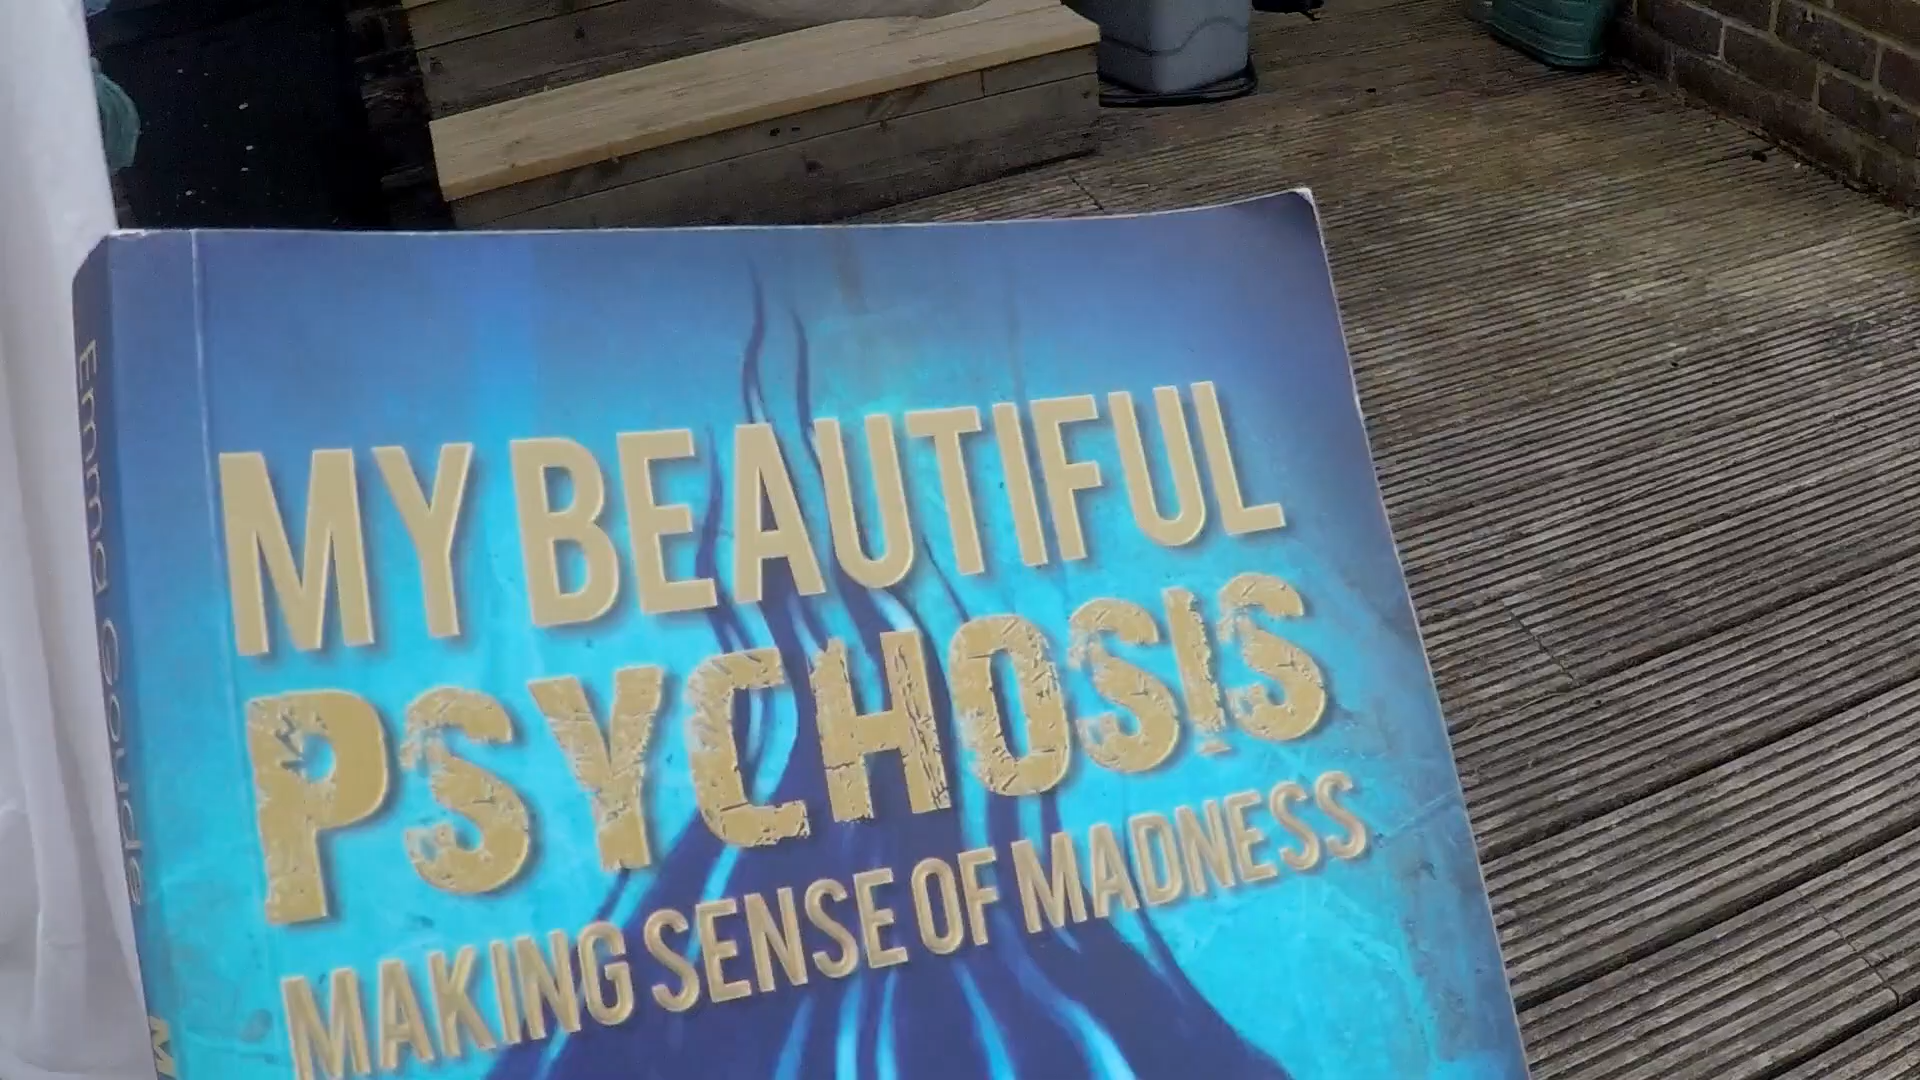 MY BEAUTIFUL
PSYCHOSIS
MAKING SENSE OF MADNESS
Emma Goude
M